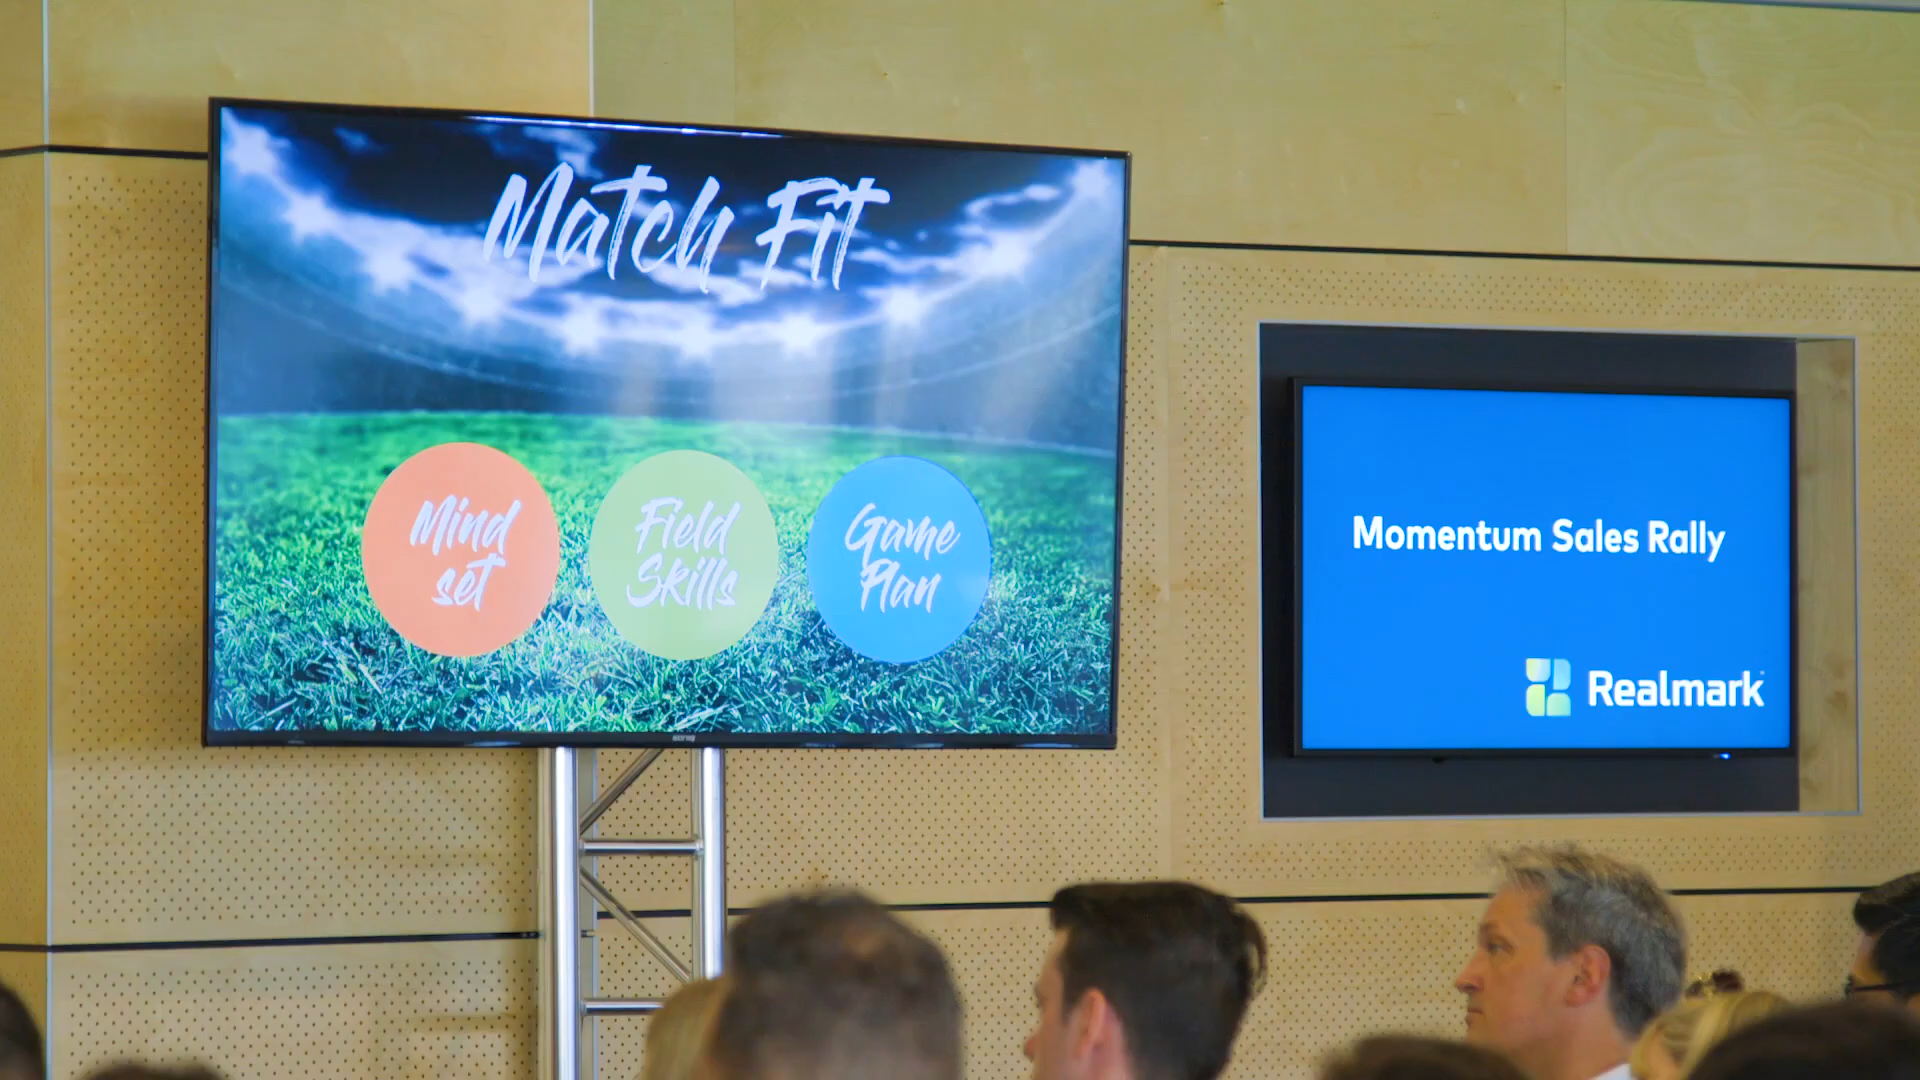 Match Fit
Mind
set
Field
Skills
Game
Plan
Momentum Sales Rally
Realmark